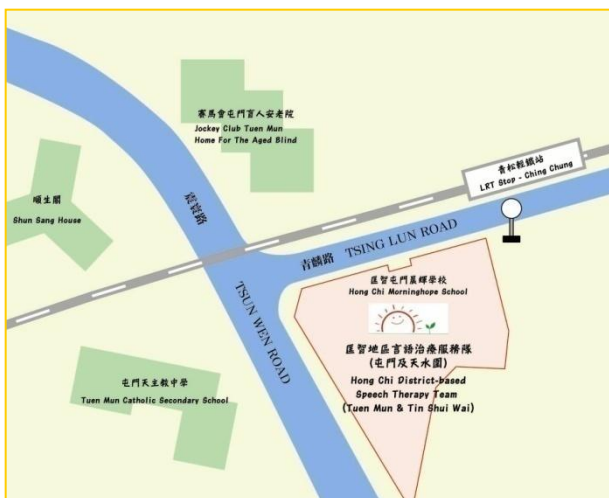 賽馬會屯門盲人安老院
Jockey Club Tuen Mun
Home For The Aged Blind
順生閣
Shun Sang House
震寰路
青松輕鐵站
LRT Stop - Ching Chung
青麟路 TSING LUN ROAD
TSUN WEN ROAD
匡智屯門晨輝學校
Hong Chi Morninghope School
匡智地區言語治療服務隊
(屯門及天水圍)
Hong Chi District-based
Speech Therapy Team
(Tuen Mun & Tin Shui Wai)
屯門天主教中學
Tuen Mun Catholic Secondary School